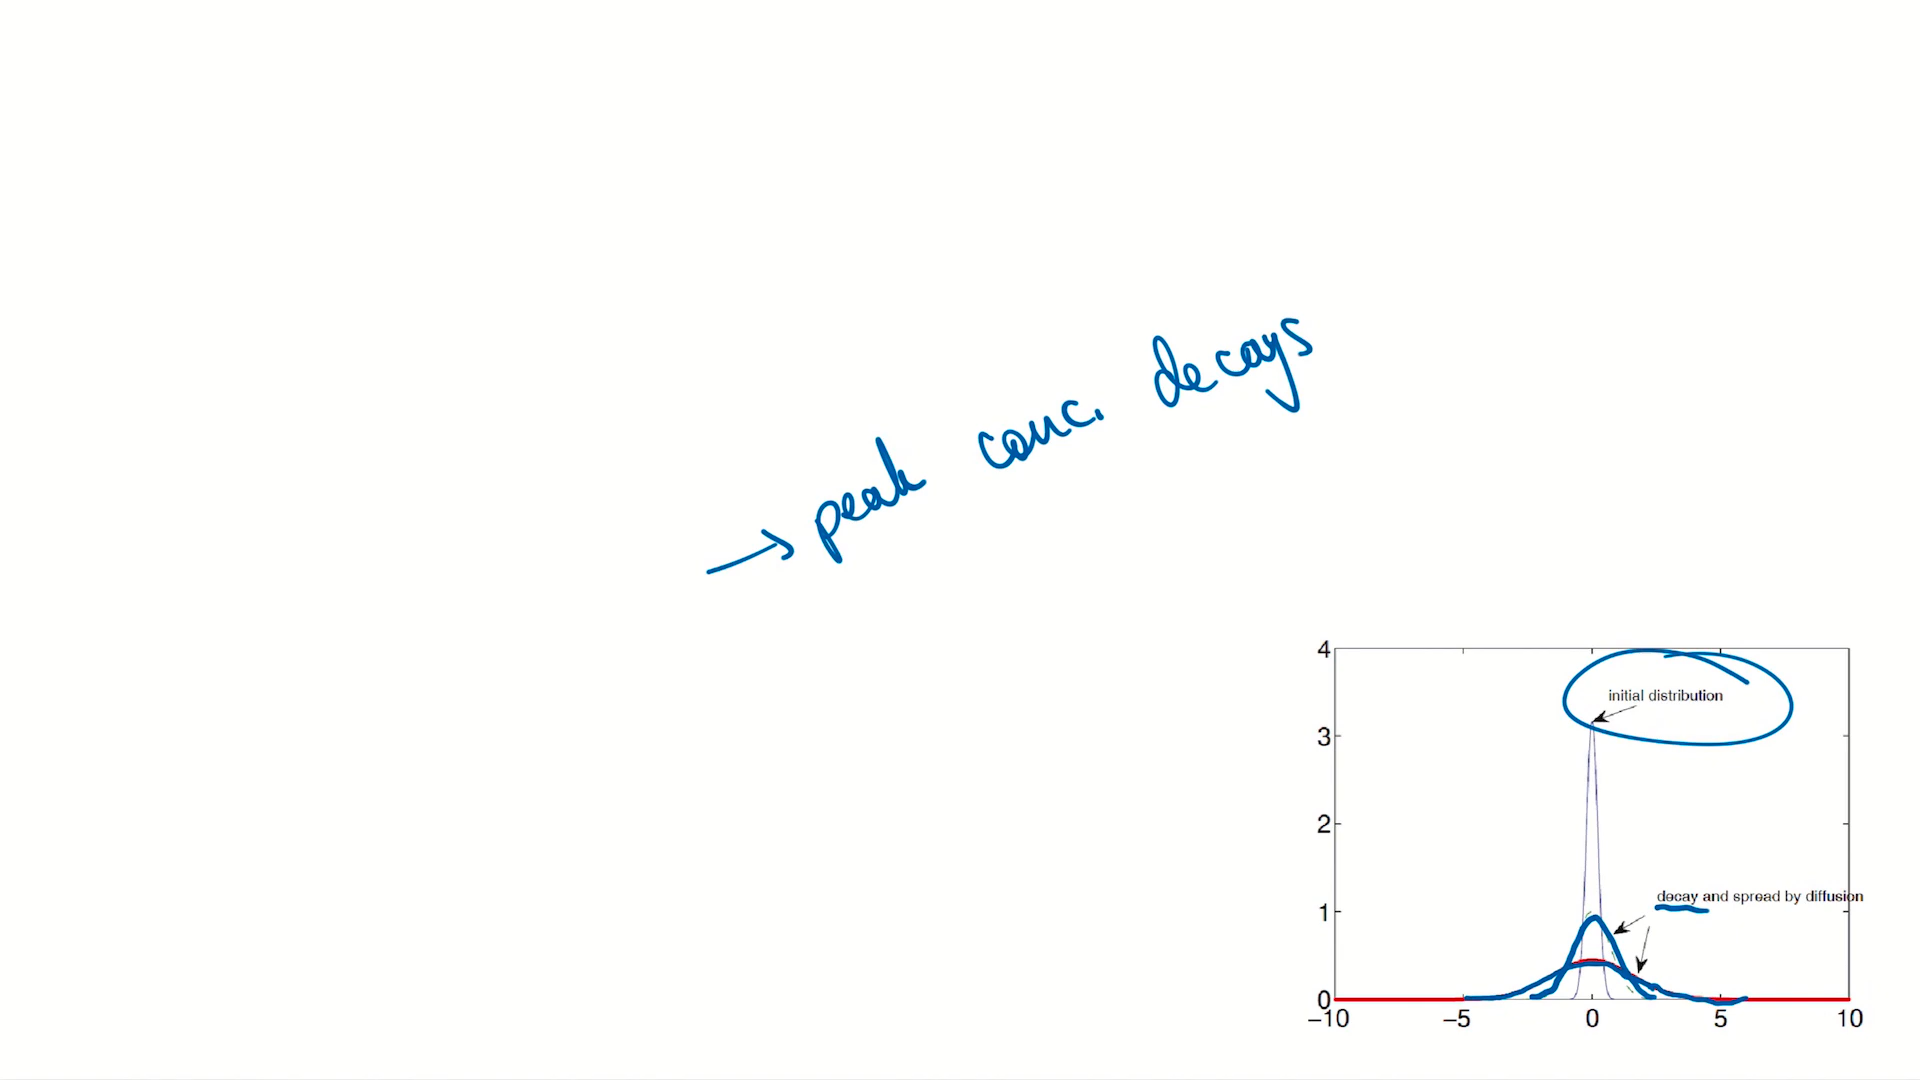 → peak conc. decays
4
initial distribution
3
2
decay and spread by diffusion
1
0
−10 −5 0 5 10